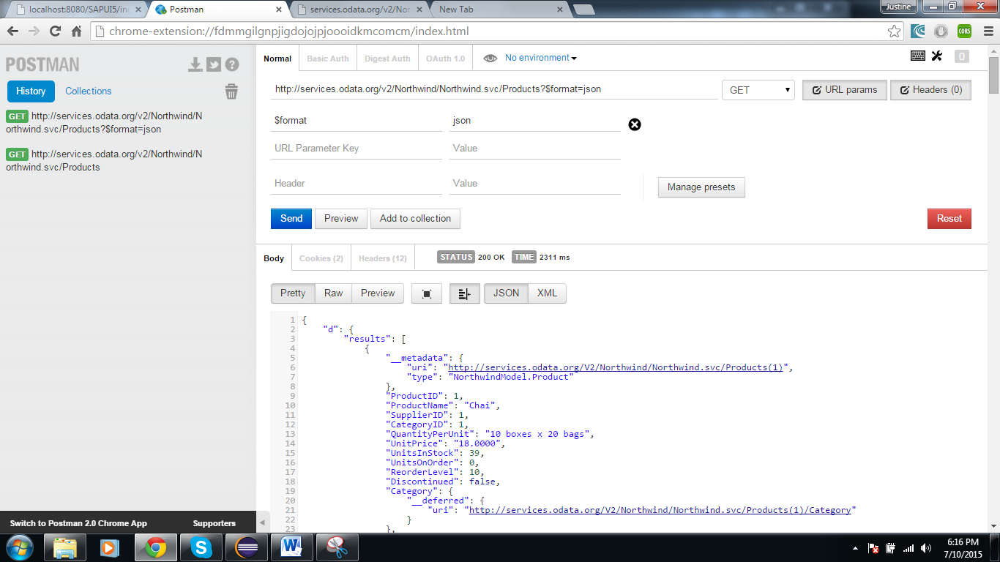 localhost:8080/SAPUI5/ind
Postman
services.odata.org/v2/Nor
New Tab
Justine
chrome-extension://fdmmgilgnpjigdojojpjoooidkmcomcm/index.html
CORS
POSTMAN
History
Collections
GET http://services.odata.org/v2/Northwind/N
orthwind.svc/Products?$format=json
GET http://services.odata.org/v2/Northwind/N
orthwind.svc/Products
Switch to Postman 2.0 Chrome App
Supporters
Normal
Basic Auth
Digest Auth
OAuth 1.0
No environment
0
http://services.odata.org/v2/Northwind/Northwind.svc/Products?$format=json
GET
URL params
Headers (0)
$format
json
URL Parameter Key
Value
Header
Value
Manage presets
Send
Preview
Add to collection
Reset
Body
Cookies (2)
Headers (12)
STATUS 200 OK
TIME 2311 ms
Pretty
Raw
Preview
JSON
XML
1 {
2 "d": {
3 "results": [
4 {
5 "__metadata": {
6 "uri": "http://services.odata.org/V2/Northwind/Northwind.svc/Products(1)",
7 "type": "NorthwindModel.Product"
8 },
9 "ProductID": 1,
10 "ProductName": "Chai",
11 "SupplierID": 1,
12 "CategoryID": 1,
13 "QuantityPerUnit": "10 boxes x 20 bags",
14 "UnitPrice": "18.0000",
15 "UnitsInStock": 39,
16 "UnitsOnOrder": 0,
17 "ReorderLevel": 10,
18 "Discontinued": false,
19 "Category": {
20 "__deferred": {
21 "uri": "http://services.odata.org/V2/Northwind/Northwind.svc/Products(1)/Category"
22 }
23 },
6:16 PM
7/10/2015